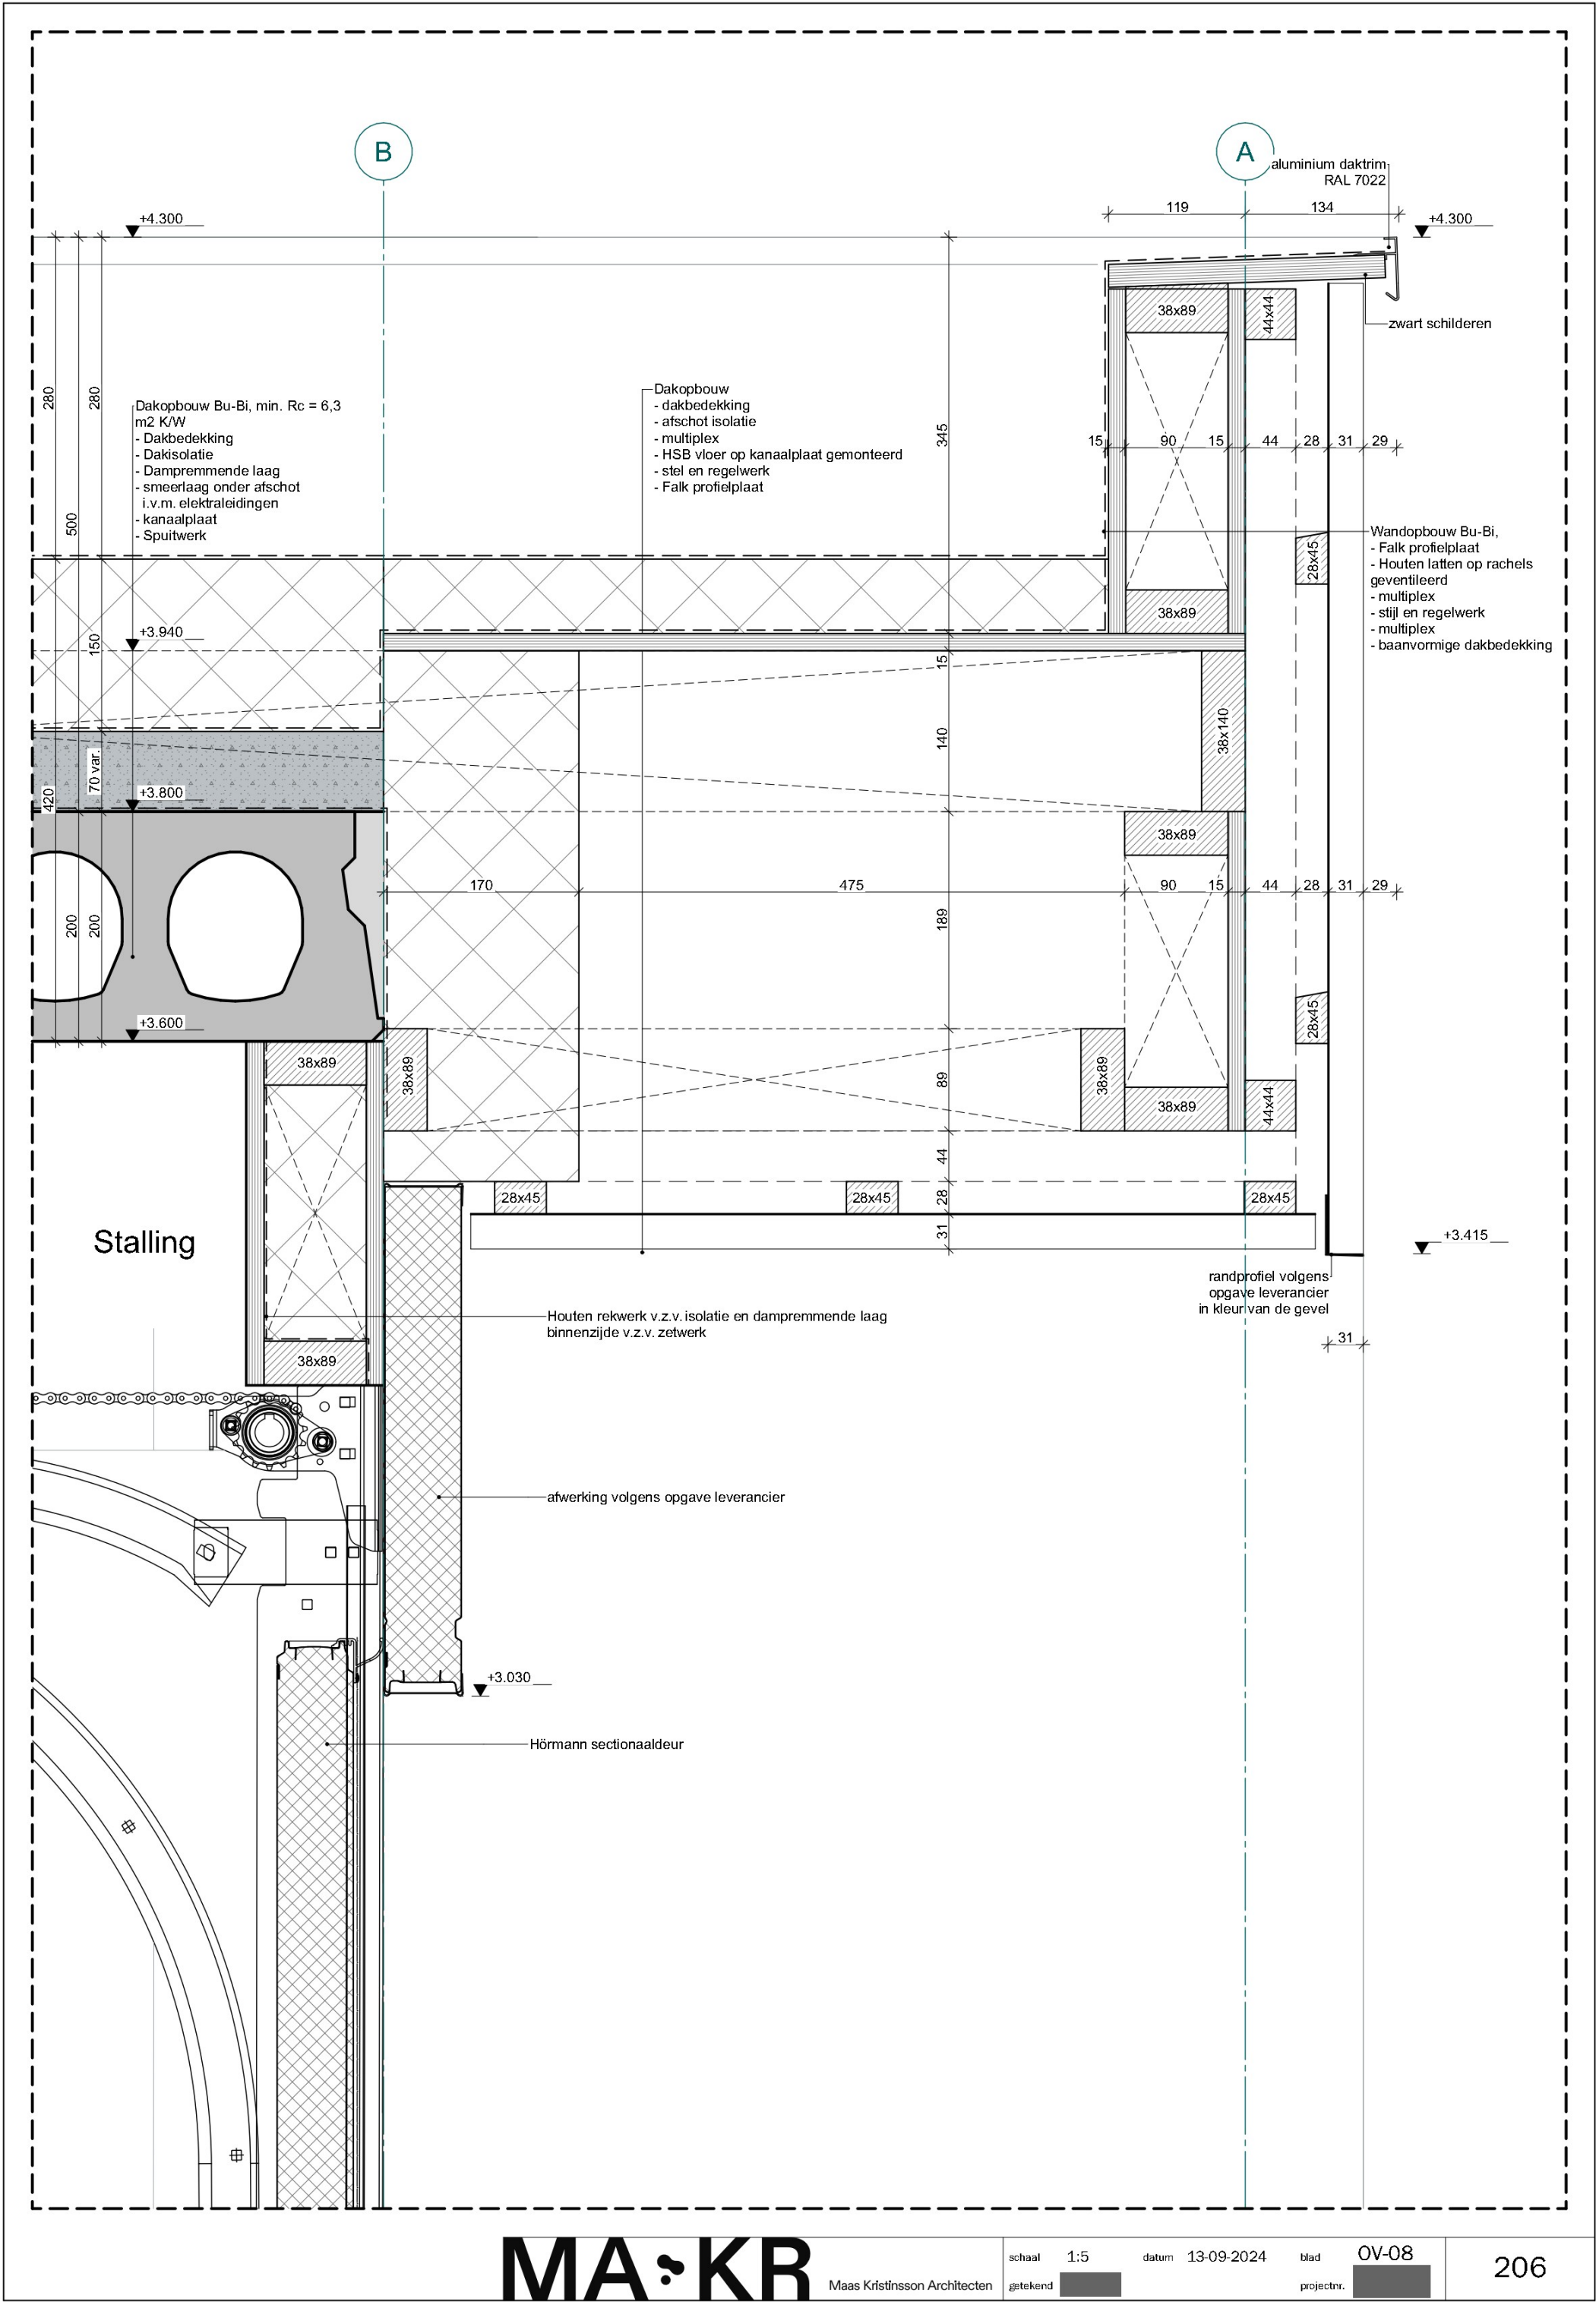 B
A
aluminium daktrim
RAL 7022
119
134
+4.300
+4.300
38x89
44x44
zwart schilderen
280
500
280
Dakopbouw Bu-Bi, min. Rc = 6,3
m2 K/W
- Dakbedekking
- Dakisolatie
- Dampremmende laag
- smeerlaag onder afschot
i.v.m. elektraleidingen
- kanaalplaat
- Spuitwerk
Dakopbouw
- dakbedekking
- afschot isolatie
- multiplex
- HSB vloer op kanaalplaat gemonteerd
- stel en regelwerk
- Falk profielplaat
345
15
90
15
44
28
31
29
Wandopbouw Bu-Bi,
- Falk profielplaat
- Houten latten op rachels
geventileerd
- multiplex
- stijl en regelwerk
- multiplex
- baanvormige dakbedekking
28x45
38x89
+3.940
150
15
140
38x140
70 var.
420
+3.800
38x89
170
475
90
15
44
28
31
29
200
200
189
+3.600
28x45
38x89
38x89
89
38x89
38x89
44x44
44
28x45
28x45
28
28x45
31
Stalling
+3.415
randprofiel volgens
opgave leverancier
in kleur van de gevel
31
Houten rekwerk v.z.v. isolatie en dampremmende laag
binnenzijde v.z.v. zetwerk
38x89
afwerking volgens opgave leverancier
+3.030
Hörmann sectionaaldeur
MA KR
Maas Kristinsson Architecten
schaal 1:5
datum 13-09-2024
blad OV-08
getekend
projectnr.
206